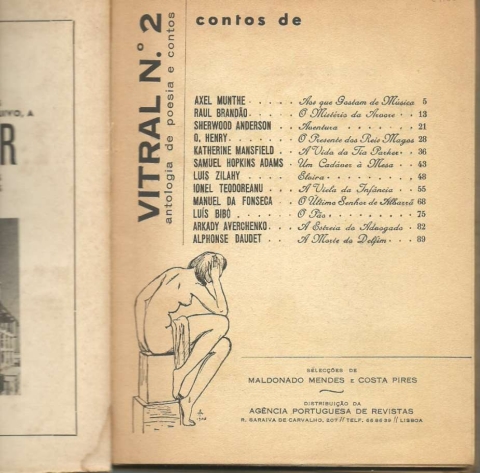 SIVO, A
R
VITRAL N.º 2
antologia de poesia e contos
contos de
AXEL MUNTHE . . . . . Aos que Gostam de Música 5
RAUL BRANDÃO . . . . . O Mistério da Arvore . . 13
SHERWOOD ANDERSON . . . Aventura . . . . . . 21
O. HENRY . . . . . . O Presente dos Reis Magos 28
KATHERINE MANSFIELD . . . A Vida da Tia Parker . . 36
SAMUEL HOPKINS ADAMS . . Um Cadáver à Mesa . . 43
LUIS ZILAHY . . . . . Elvira . . . . . . . 48
IONEL TEODOREANU . . . . A Viela da Infância . . 55
MANUEL DA FONSECA . . . O Último Senhor de Albarrã 68
LUÍS BIBÓ . . . . . . O Pão . . . . . . . 75
ARKADY AVERCHENKO . . . A Estreia do Advogado . . 82
ALPHONSE DAUDET . . . . A Morte do Delfim . . . 89
SELECÇÕES DE
MALDONADO MENDES E COSTA PIRES
DISTRIBUIÇÃO DA
AGÊNCIA PORTUGUESA DE REVISTAS
R. SARAIVA DE CARVALHO, 207 // TELF. 66 86 39 // LISBOA